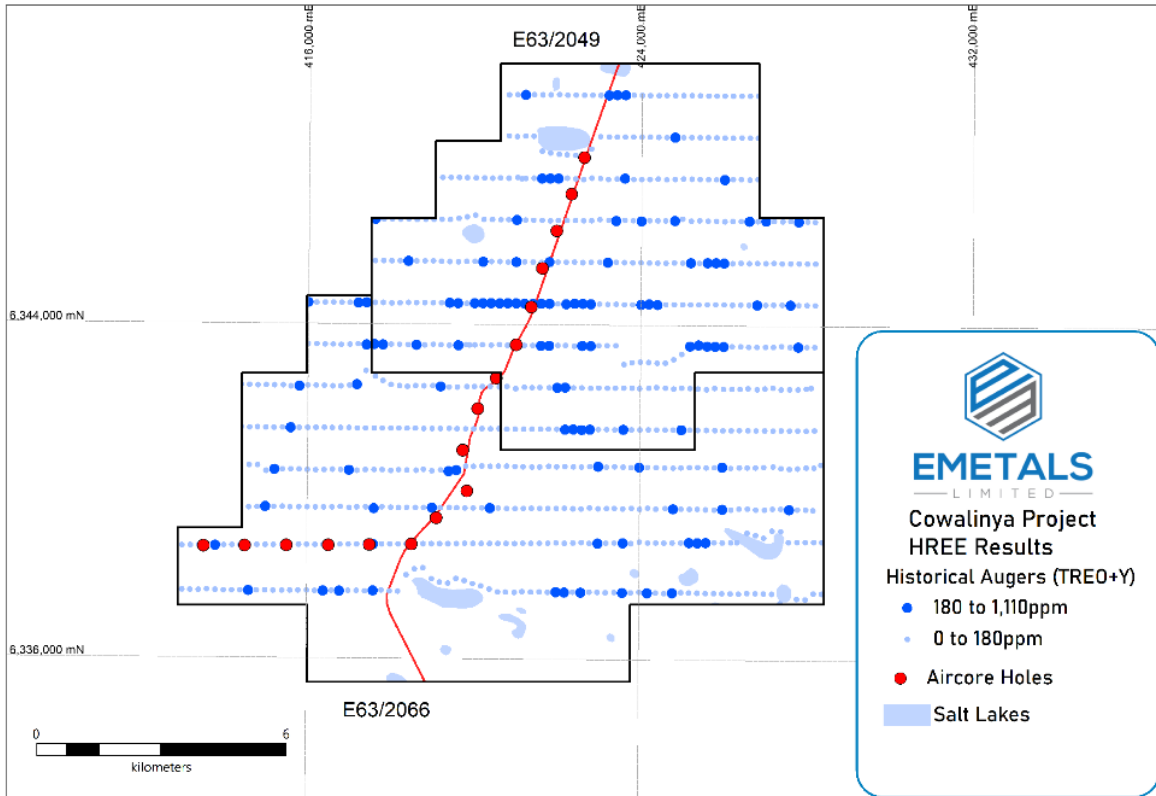 E63/2049
416,000 mE
424,000 mE
432,000 mE
6,344,000 mN
6,336,000 mN
E63/2066
0 6
kilometers
EMETALS
LIMITED
Cowalinya Project
HREE Results
Historical Augers (TREO+Y)
180 to 1,110ppm
0 to 180ppm
Aircore Holes
Salt Lakes